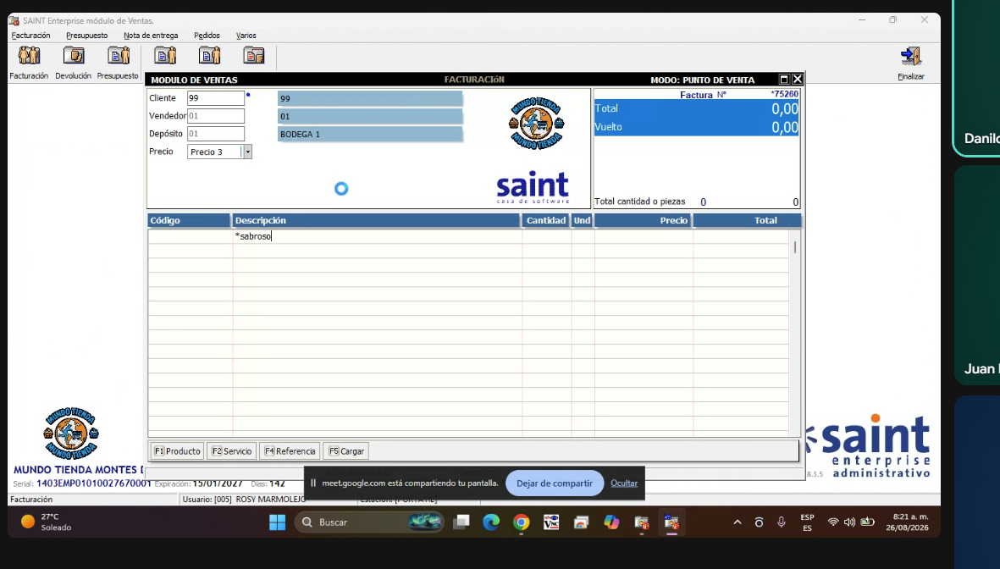 SAINT Enterprise módulo de Ventas.
Facturación Presupuesto Nota de entrega Pedidos Varios
Facturación Devolución Presupuesto Finalizar
MODULO DE VENTAS FACTURACIÓN MODO: PUNTO DE VENTA
Cliente 99 99
Vendedor 01 01
Depósito 01 BODEGA 1
Precio Precio 3
MUNDO TIENDA
MUNDO TIENDA
saint
casa de software
Factura Nº *75260
Total 0,00
Vuelto 0,00
Total cantidad o piezas 0 0
Código Descripción Cantidad Und Precio Total
*sabroso
F1 Producto F2 Servicio F4 Referencia F5 Cargar
MUNDO TIENDA
MUNDO TIENDA
MUNDO TIENDA MONTES
Serial: 1403EMP01010027670001 Expiración: 15/01/2027 Dias: 142
saint
enterprise
administrativo
8.3.5
Facturación Usuario: [005] ROSY MARMOLEJO Estación: [PORTATIL]
meet.google.com está compartiendo tu pantalla. Dejar de compartir Ocultar
27°C
Soleado
Buscar
ESP
ES
8:21 a. m.
26/08/2026
Danilo
Juan